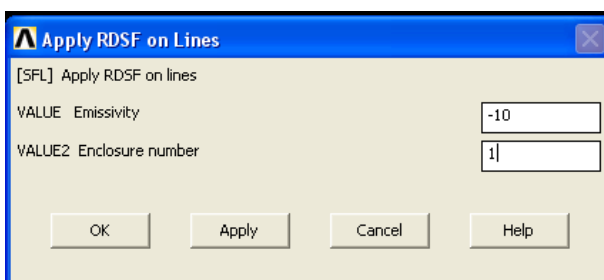 Apply RDSF on Lines
[SFL] Apply RDSF on lines
VALUE Emissivity -10
VALUE2 Enclosure number 1
OK Apply Cancel Help